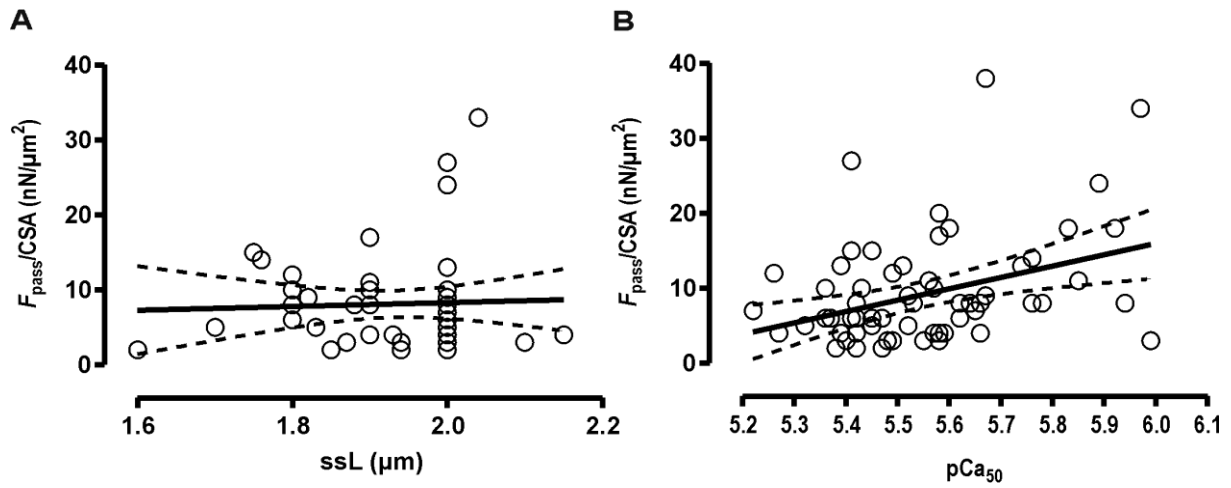 A
F_pass/CSA (nN/µm²)
40
30
20
10
0
1.6 1.8 2.0 2.2
ssL (µm)
B
F_pass/CSA (nN/µm²)
40
30
20
10
0
5.2 5.3 5.4 5.5 5.6 5.7 5.8 5.9 6.0 6.1
pCa₅₀